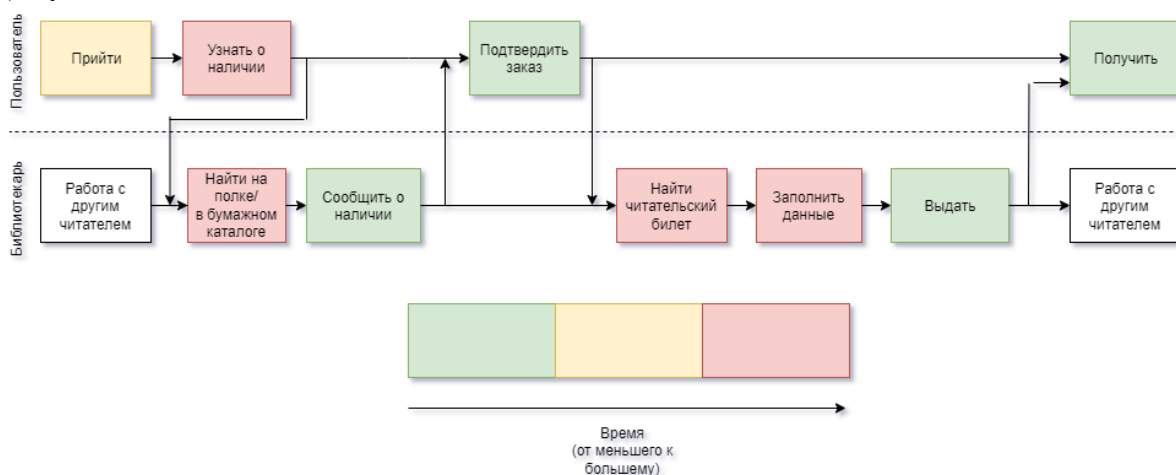 Пользователь
Прийти
Узнать о
наличии
Подтвердить
заказ
Получить
Библиотекарь
Работа с
другим
читателем
Найти на
полке/
в бумажном
каталоге
Сообщить о
наличии
Найти
читательский
билет
Заполнить
данные
Выдать
Работа с
другим
читателем
Время
(от меньшего к
большему)